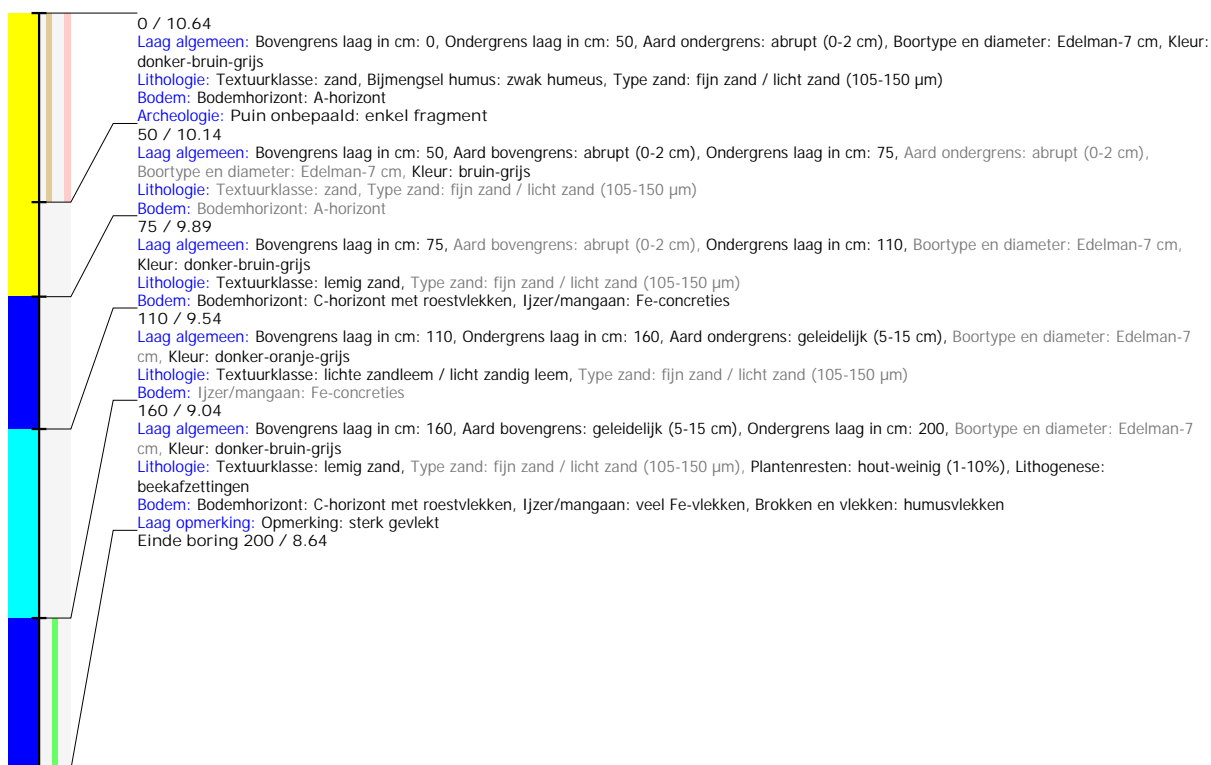 0 / 10.64
Laag algemeen: Bovengrens laag in cm: 0, Ondergrens laag in cm: 50, Aard ondergrens: abrupt (0-2 cm), Boortype en diameter: Edelman-7 cm, Kleur:
donker-bruin-grijs
Lithologie: Textuurklasse: zand, Bijmengsel humus: zwak humeus, Type zand: fijn zand / licht zand (105-150 µm)
Bodem: Bodemhorizont: A-horizont
Archeologie: Puin onbepaald: enkel fragment
50 / 10.14
Laag algemeen: Bovengrens laag in cm: 50, Aard bovengrens: abrupt (0-2 cm), Ondergrens laag in cm: 75, Aard ondergrens: abrupt (0-2 cm),
Boortype en diameter: Edelman-7 cm, Kleur: bruin-grijs
Lithologie: Textuurklasse: zand, Type zand: fijn zand / licht zand (105-150 µm)
Bodem: Bodemhorizont: A-horizont
75 / 9.89
Laag algemeen: Bovengrens laag in cm: 75, Aard bovengrens: abrupt (0-2 cm), Ondergrens laag in cm: 110, Boortype en diameter: Edelman-7 cm,
Kleur: donker-bruin-grijs
Lithologie: Textuurklasse: lemig zand, Type zand: fijn zand / licht zand (105-150 µm)
Bodem: Bodemhorizont: C-horizont met roestvlekken, Ijzer/mangaan: Fe-concreties
110 / 9.54
Laag algemeen: Bovengrens laag in cm: 110, Ondergrens laag in cm: 160, Aard ondergrens: geleidelijk (5-15 cm), Boortype en diameter: Edelman-7
cm, Kleur: donker-oranje-grijs
Lithologie: Textuurklasse: lichte zandleem / licht zandig leem, Type zand: fijn zand / licht zand (105-150 µm)
Bodem: Ijzer/mangaan: Fe-concreties
160 / 9.04
Laag algemeen: Bovengrens laag in cm: 160, Aard bovengrens: geleidelijk (5-15 cm), Ondergrens laag in cm: 200, Boortype en diameter: Edelman-7
cm, Kleur: donker-bruin-grijs
Lithologie: Textuurklasse: lemig zand, Type zand: fijn zand / licht zand (105-150 µm), Plantenresten: hout-weinig (1-10%), Lithogenese:
beekafzettingen
Bodem: Bodemhorizont: C-horizont met roestvlekken, Ijzer/mangaan: veel Fe-vlekken, Brokken en vlekken: humusvlekken
Laag opmerking: Opmerking: sterk gevlekt
Einde boring 200 / 8.64